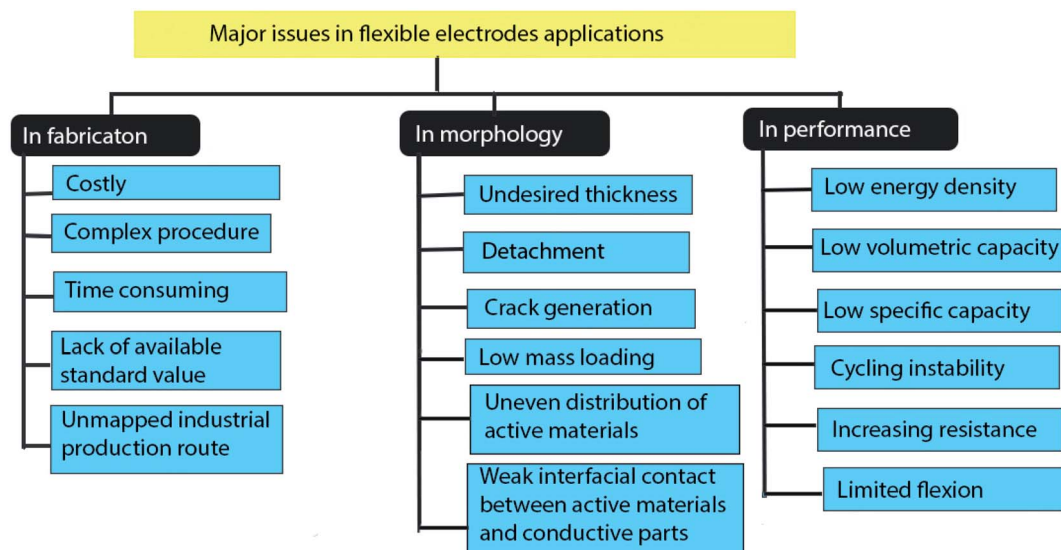 Major issues in flexible electrodes applications
In fabricaton
Costly
Complex procedure
Time consuming
Lack of available
standard value
Unmapped industrial
production route
In morphology
Undesired thickness
Detachment
Crack generation
Low mass loading
Uneven distribution of
active materials
Weak interfacial contact
between active materials
and conductive parts
In performance
Low energy density
Low volumetric capacity
Low specific capacity
Cycling instability
Increasing resistance
Limited flexion